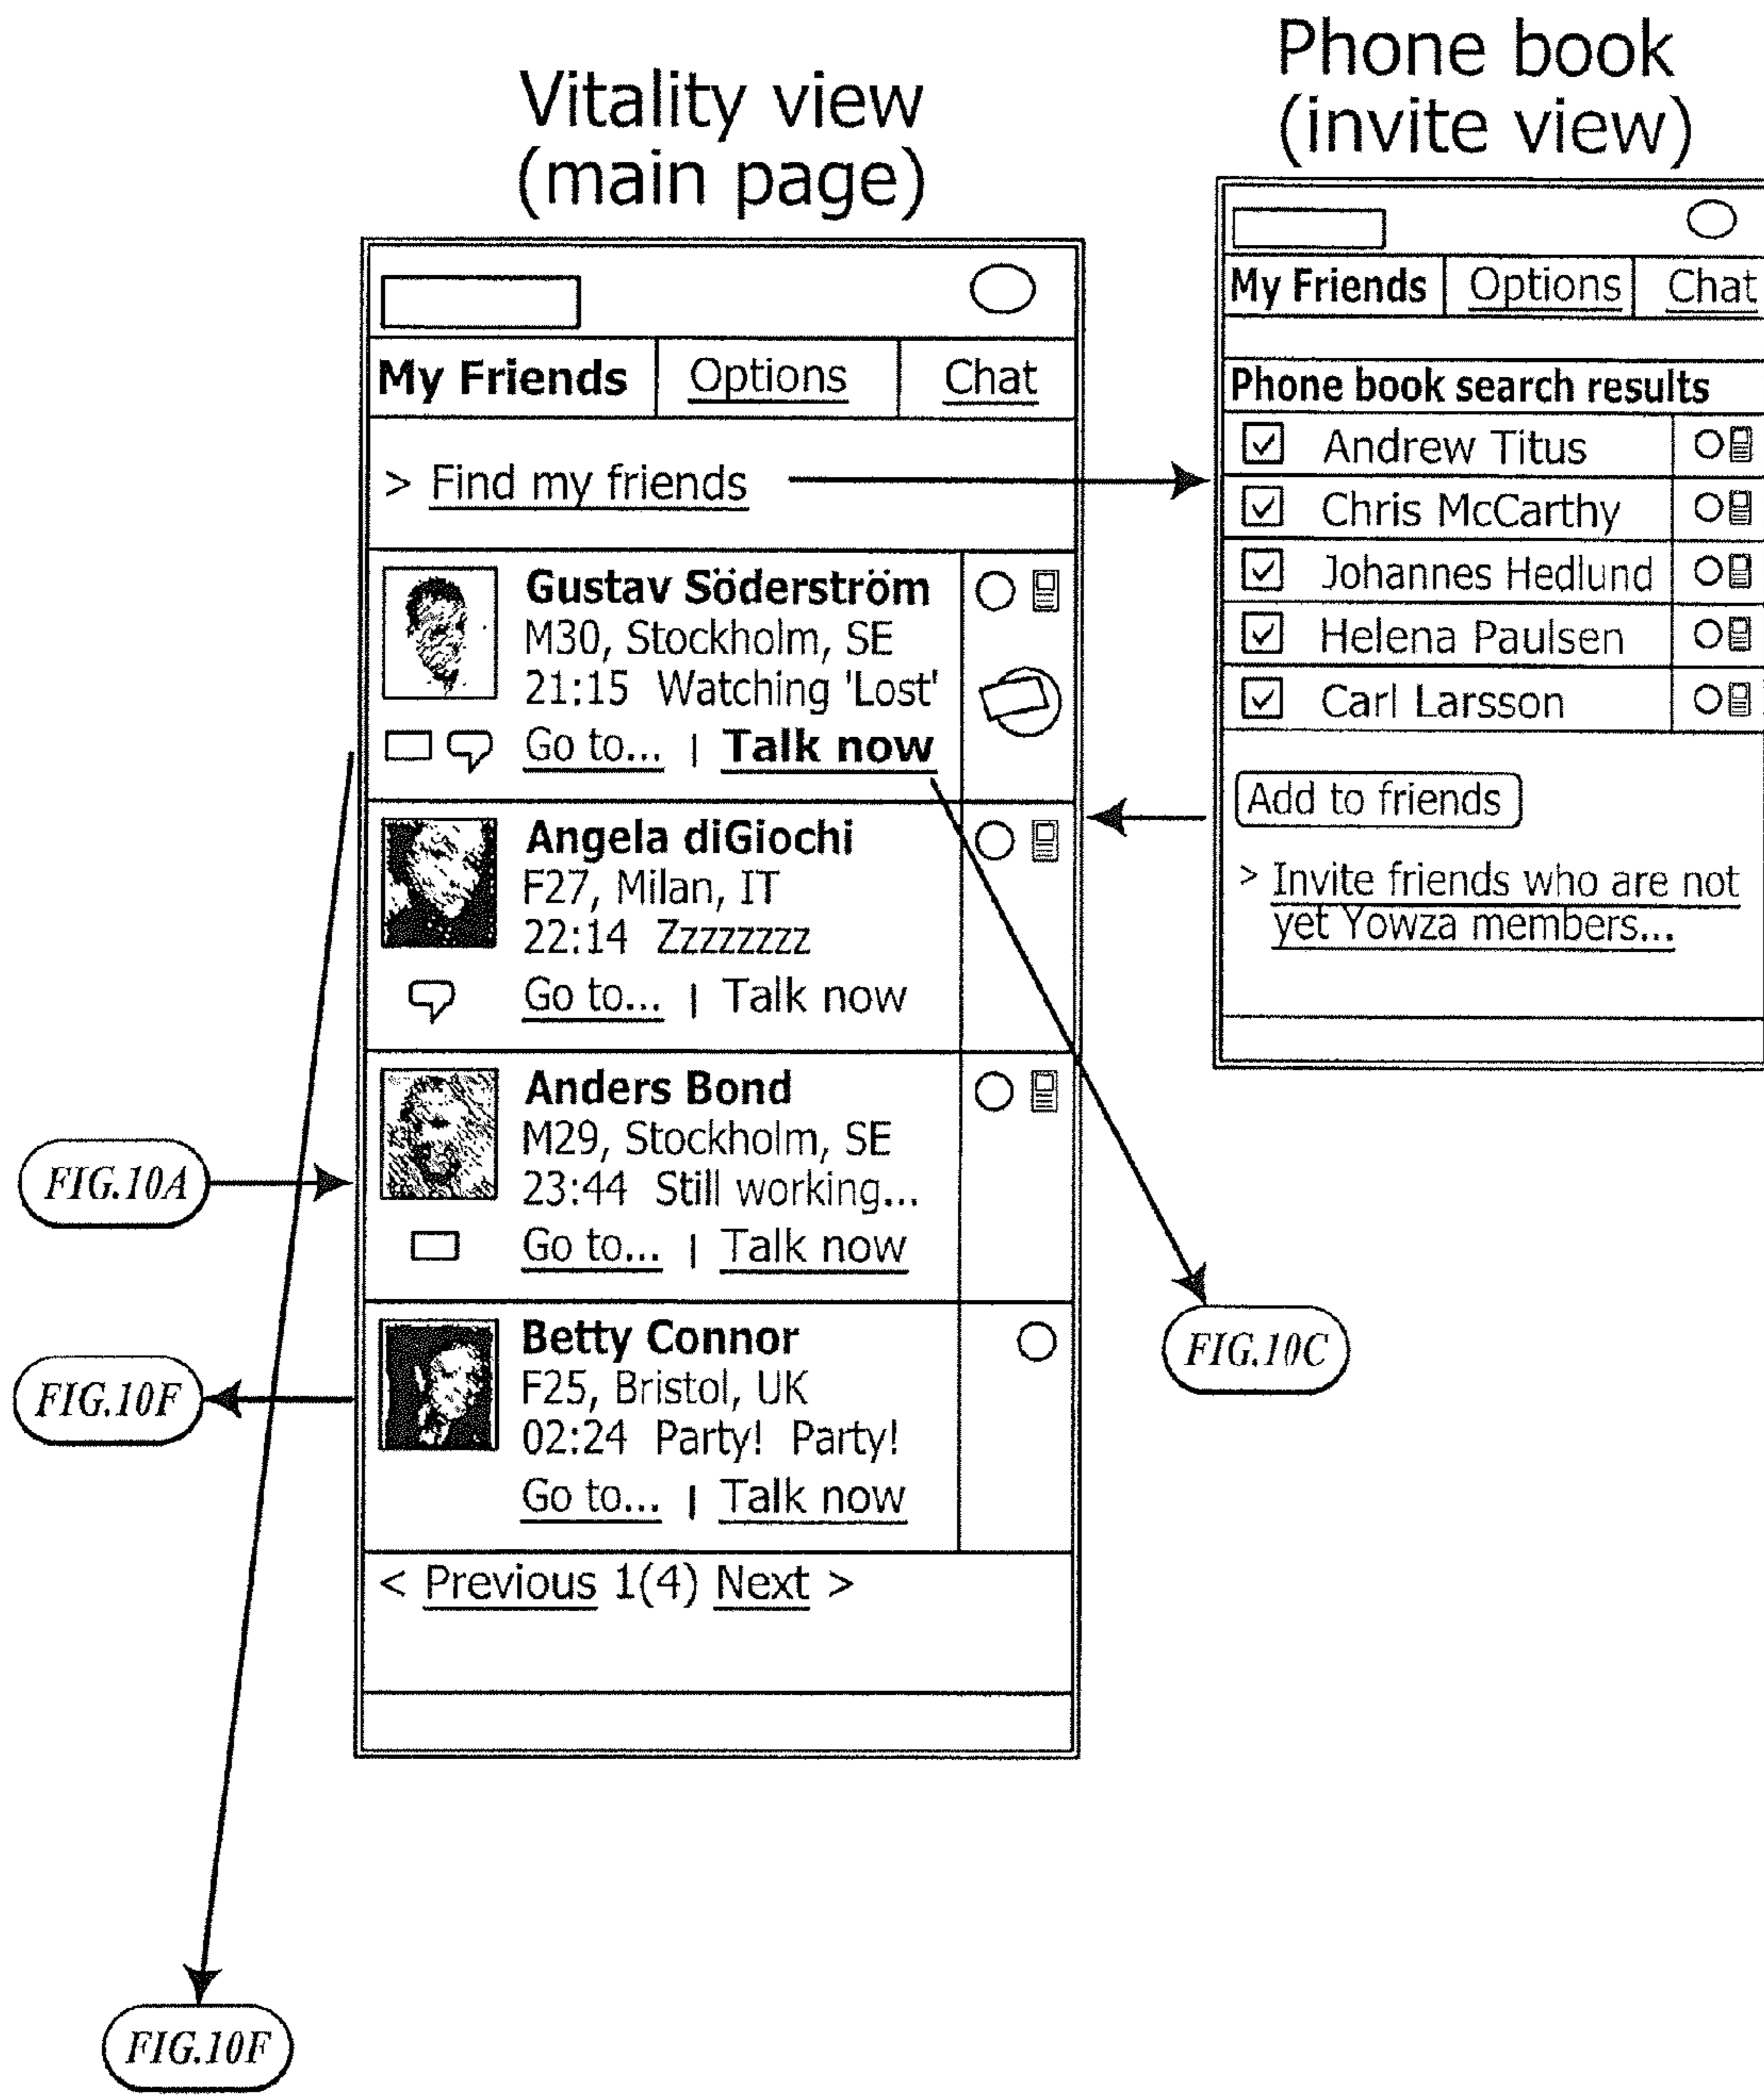 Vitality view
(main page)
My Friends
Options
Chat
> Find my friends
Gustav Söderström
M30, Stockholm, SE
21:15 Watching 'Lost'
Go to... | Talk now
Angela diGiochi
F27, Milan, IT
22:14 Zzzzzzzz
Go to... | Talk now
Anders Bond
M29, Stockholm, SE
23:44 Still working...
Go to... | Talk now
Betty Connor
F25, Bristol, UK
02:24 Party! Party!
Go to... | Talk now
< Previous 1(4) Next >
Phone book
(invite view)
My Friends
Options
Chat
Phone book search results
Andrew Titus
Chris McCarthy
Johannes Hedlund
Helena Paulsen
Carl Larsson
Add to friends
> Invite friends who are not
yet Yowza members...
FIG.10A
FIG.10F
FIG.10C
FIG.10F